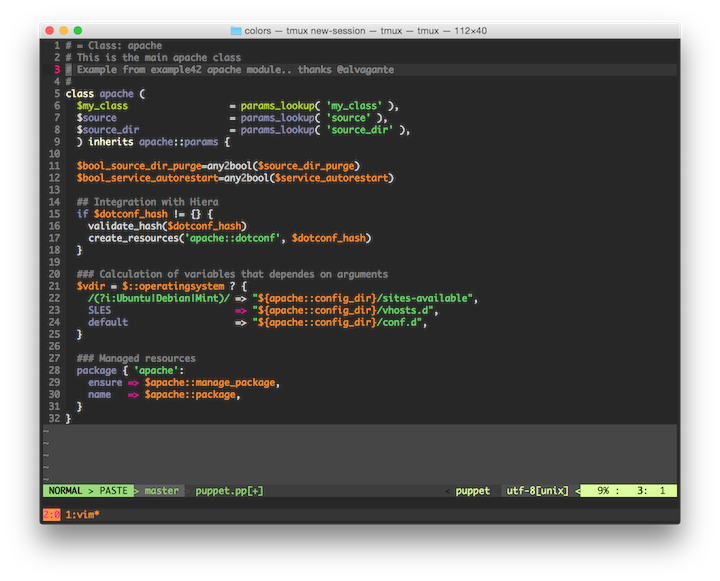 colors — tmux new-session — tmux — tmux — 112×40
1 # = Class: apache
2 # This is the main apache class
3 # Example from example42 apache module.. thanks @alvagante
4 #
5 class apache (
6   $my_class                  = params_lookup( 'my_class' ),
7   $source                    = params_lookup( 'source' ),
8   $source_dir                = params_lookup( 'source_dir' ),
9   ) inherits apache::params {
10
11   $bool_source_dir_purge=any2bool($source_dir_purge)
12   $bool_service_autorestart=any2bool($service_autorestart)
13
14   ## Integration with Hiera
15   if $dotconf_hash != {} {
16     validate_hash($dotconf_hash)
17     create_resources('apache::dotconf', $dotconf_hash)
18   }
19
20   ### Calculation of variables that dependes on arguments
21   $vdir = $::operatingsystem ? {
22     /(?i:Ubuntu|Debian|Mint)/ => "${apache::config_dir}/sites-available",
23     SLES                      => "${apache::config_dir}/vhosts.d",
24     default                   => "${apache::config_dir}/conf.d",
25   }
26
27   ### Managed resources
28   package { 'apache':
29     ensure => $apache::manage_package,
30     name   => $apache::package,
31   }
32 }
~
~
~
~
NORMAL > PASTE > master > puppet.pp[+] < puppet < utf-8[unix] < 9% : 3: 1
2:0 1:vim*